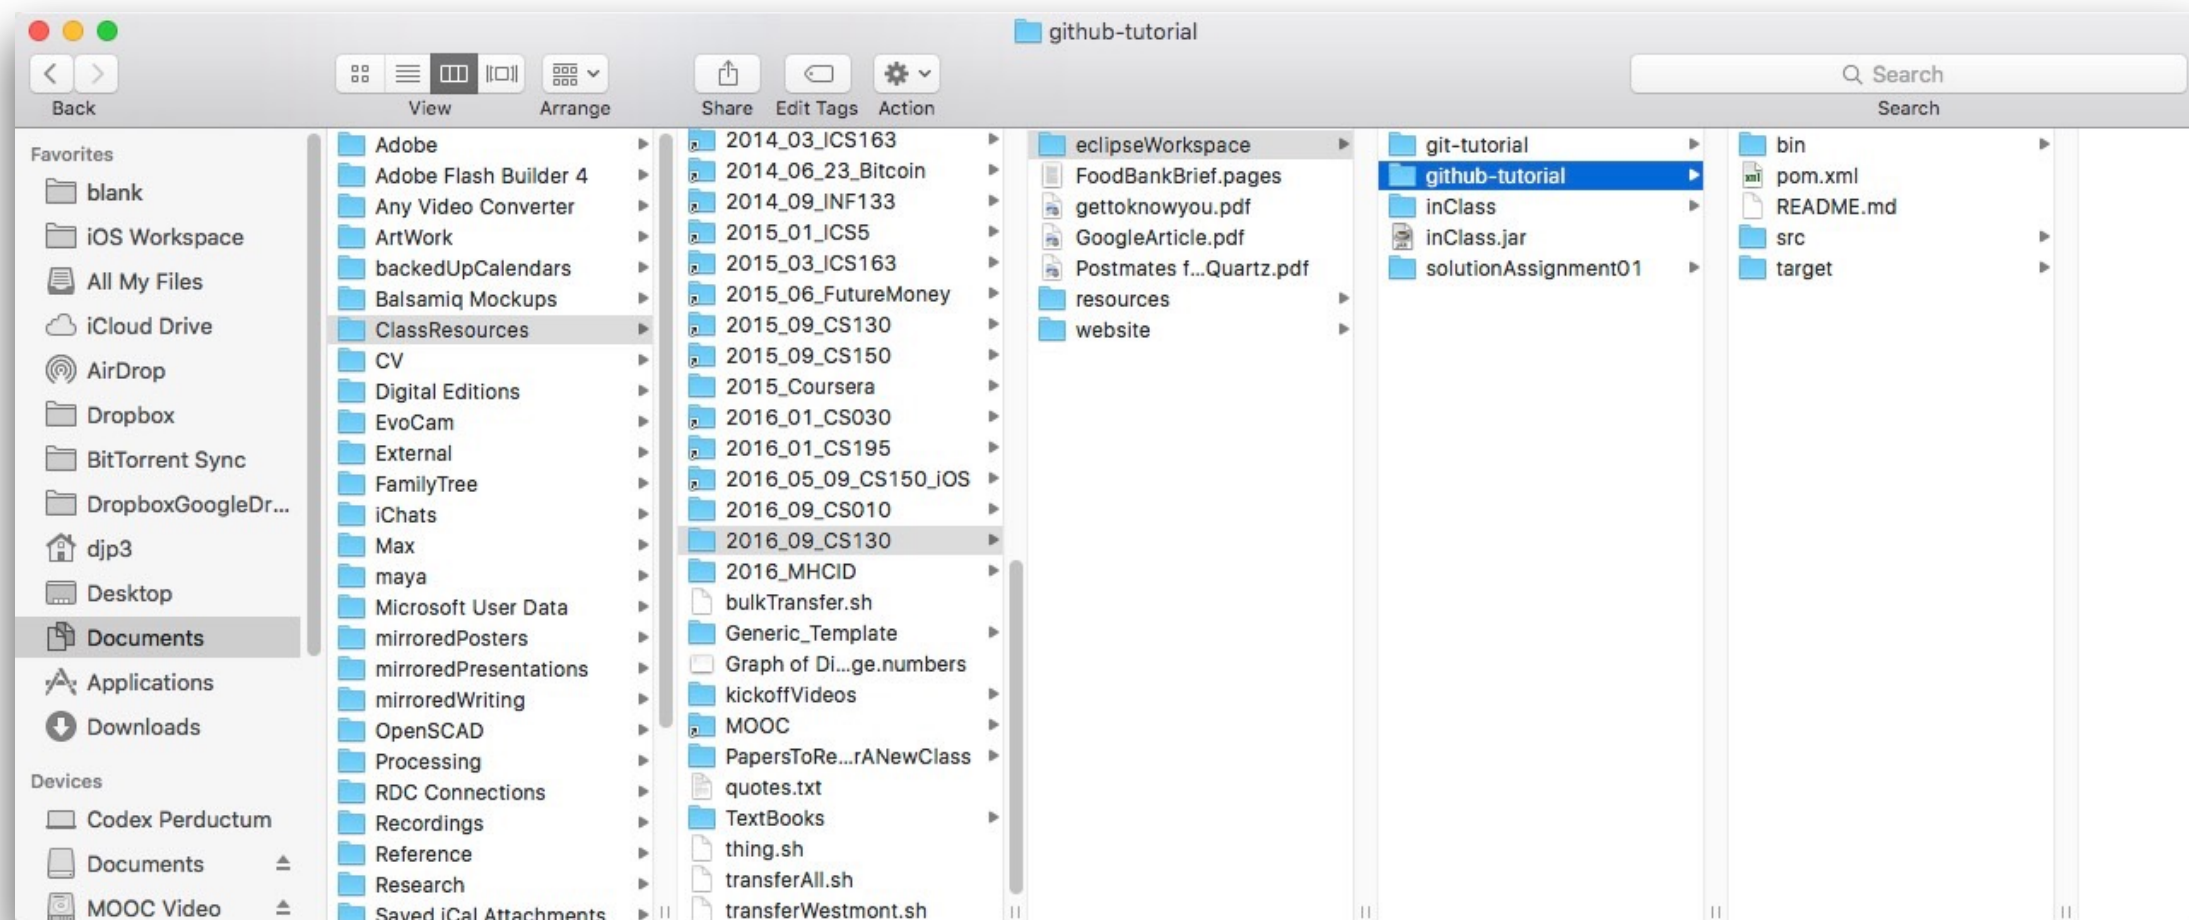 github-tutorial
Back
View
Arrange
Share
Edit Tags
Action
Search
Search
Favorites
blank
iOS Workspace
All My Files
iCloud Drive
AirDrop
Dropbox
BitTorrent Sync
DropboxGoogleDr...
djp3
Desktop
Documents
Applications
Downloads
Devices
Codex Perductum
Documents
MOOC Video
Adobe
Adobe Flash Builder 4
Any Video Converter
ArtWork
backedUpCalendars
Balsamiq Mockups
ClassResources
CV
Digital Editions
EvoCam
External
FamilyTree
iChats
Max
maya
Microsoft User Data
mirroredPosters
mirroredPresentations
mirroredWriting
OpenSCAD
Processing
RDC Connections
Recordings
Reference
Research
Saved iCal Attachments
2014_03_ICS163
2014_06_23_Bitcoin
2014_09_INF133
2015_01_ICS5
2015_03_ICS163
2015_06_FutureMoney
2015_09_CS130
2015_09_CS150
2015_Coursera
2016_01_CS030
2016_01_CS195
2016_05_09_CS150_iOS
2016_09_CS010
2016_09_CS130
2016_MHCID
bulkTransfer.sh
Generic_Template
Graph of Di...ge.numbers
kickoffVideos
MOOC
PapersToRe...rANewClass
quotes.txt
TextBooks
thing.sh
transferAll.sh
transferWestmont.sh
eclipseWorkspace
FoodBankBrief.pages
gettoknowyou.pdf
GoogleArticle.pdf
Postmates f...Quartz.pdf
resources
website
git-tutorial
github-tutorial
inClass
inClass.jar
solutionAssignment01
bin
pom.xml
README.md
src
target